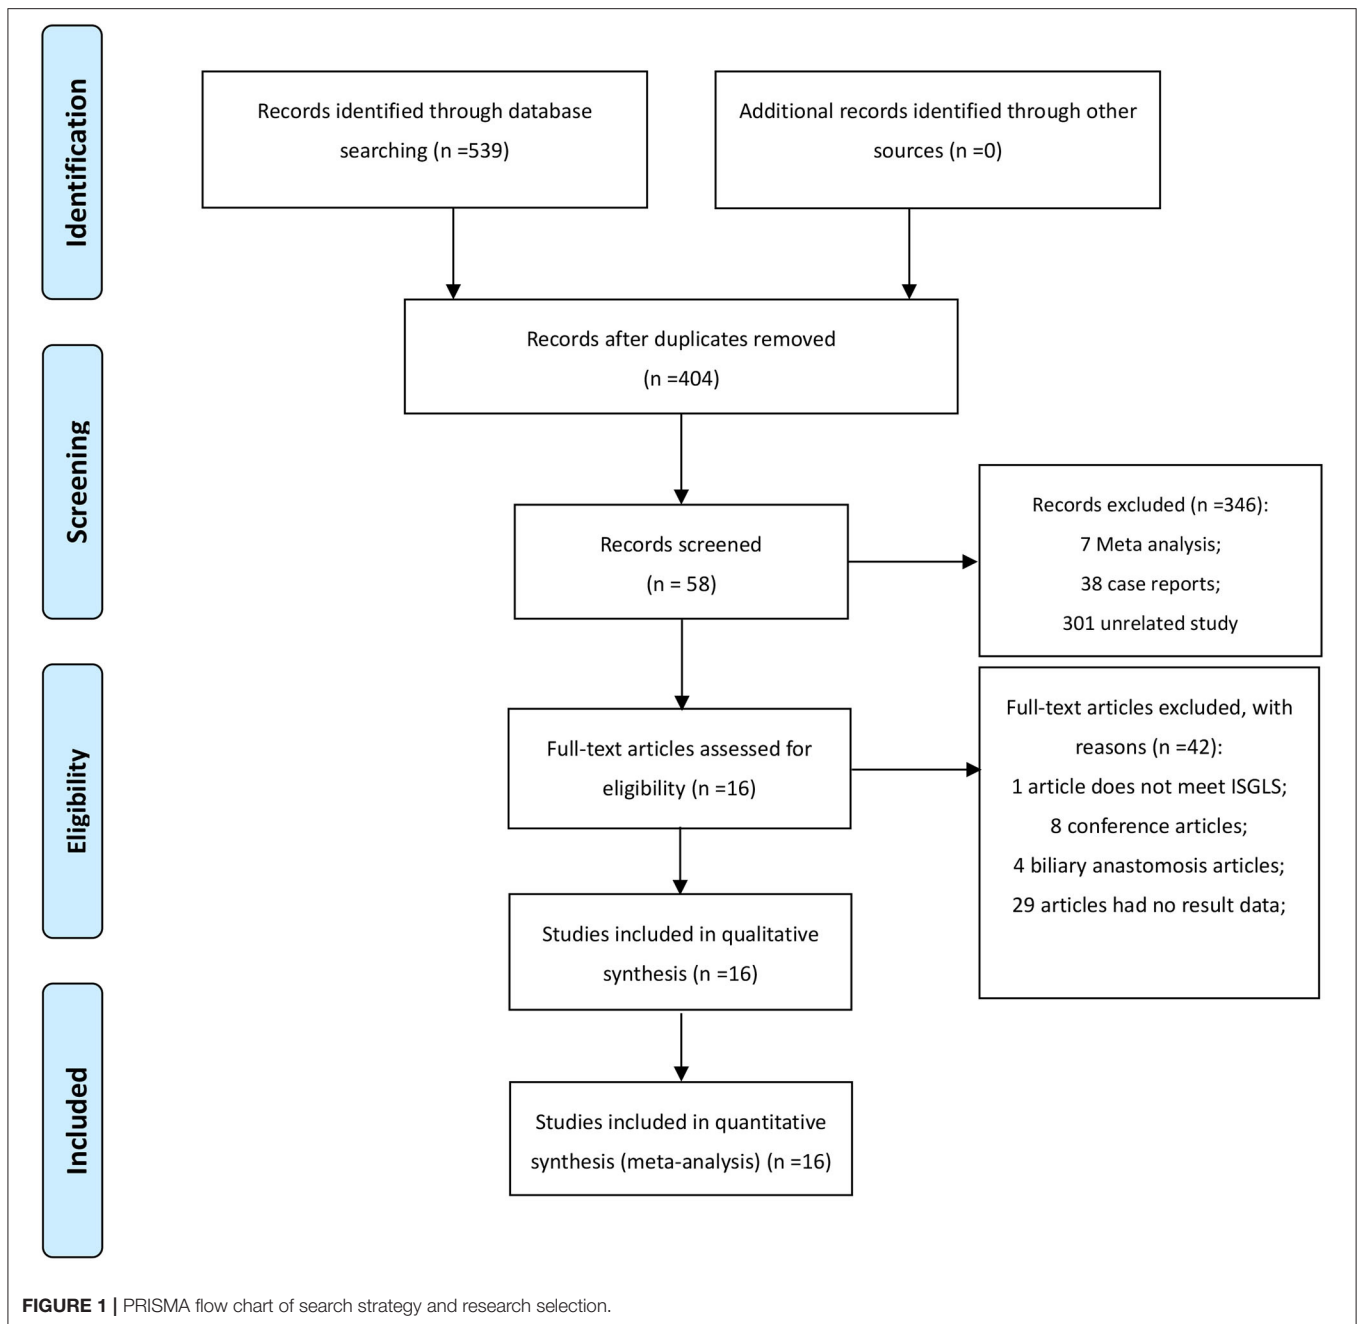 Identification
Records identified through database
searching (n =539)
Additional records identified through other
sources (n =0)
Records after duplicates removed
(n =404)
Screening
Records screened
(n = 58)
Records excluded (n =346):
7 Meta analysis;
38 case reports;
301 unrelated study
Eligibility
Full-text articles assessed for
eligibility (n =16)
Full-text articles excluded, with
reasons (n =42):
1 article does not meet ISGLS;
8 conference articles;
4 biliary anastomosis articles;
29 articles had no result data;
Studies included in qualitative
synthesis (n =16)
Included
Studies included in quantitative
synthesis (meta-analysis) (n =16)
FIGURE 1 | PRISMA flow chart of search strategy and research selection.